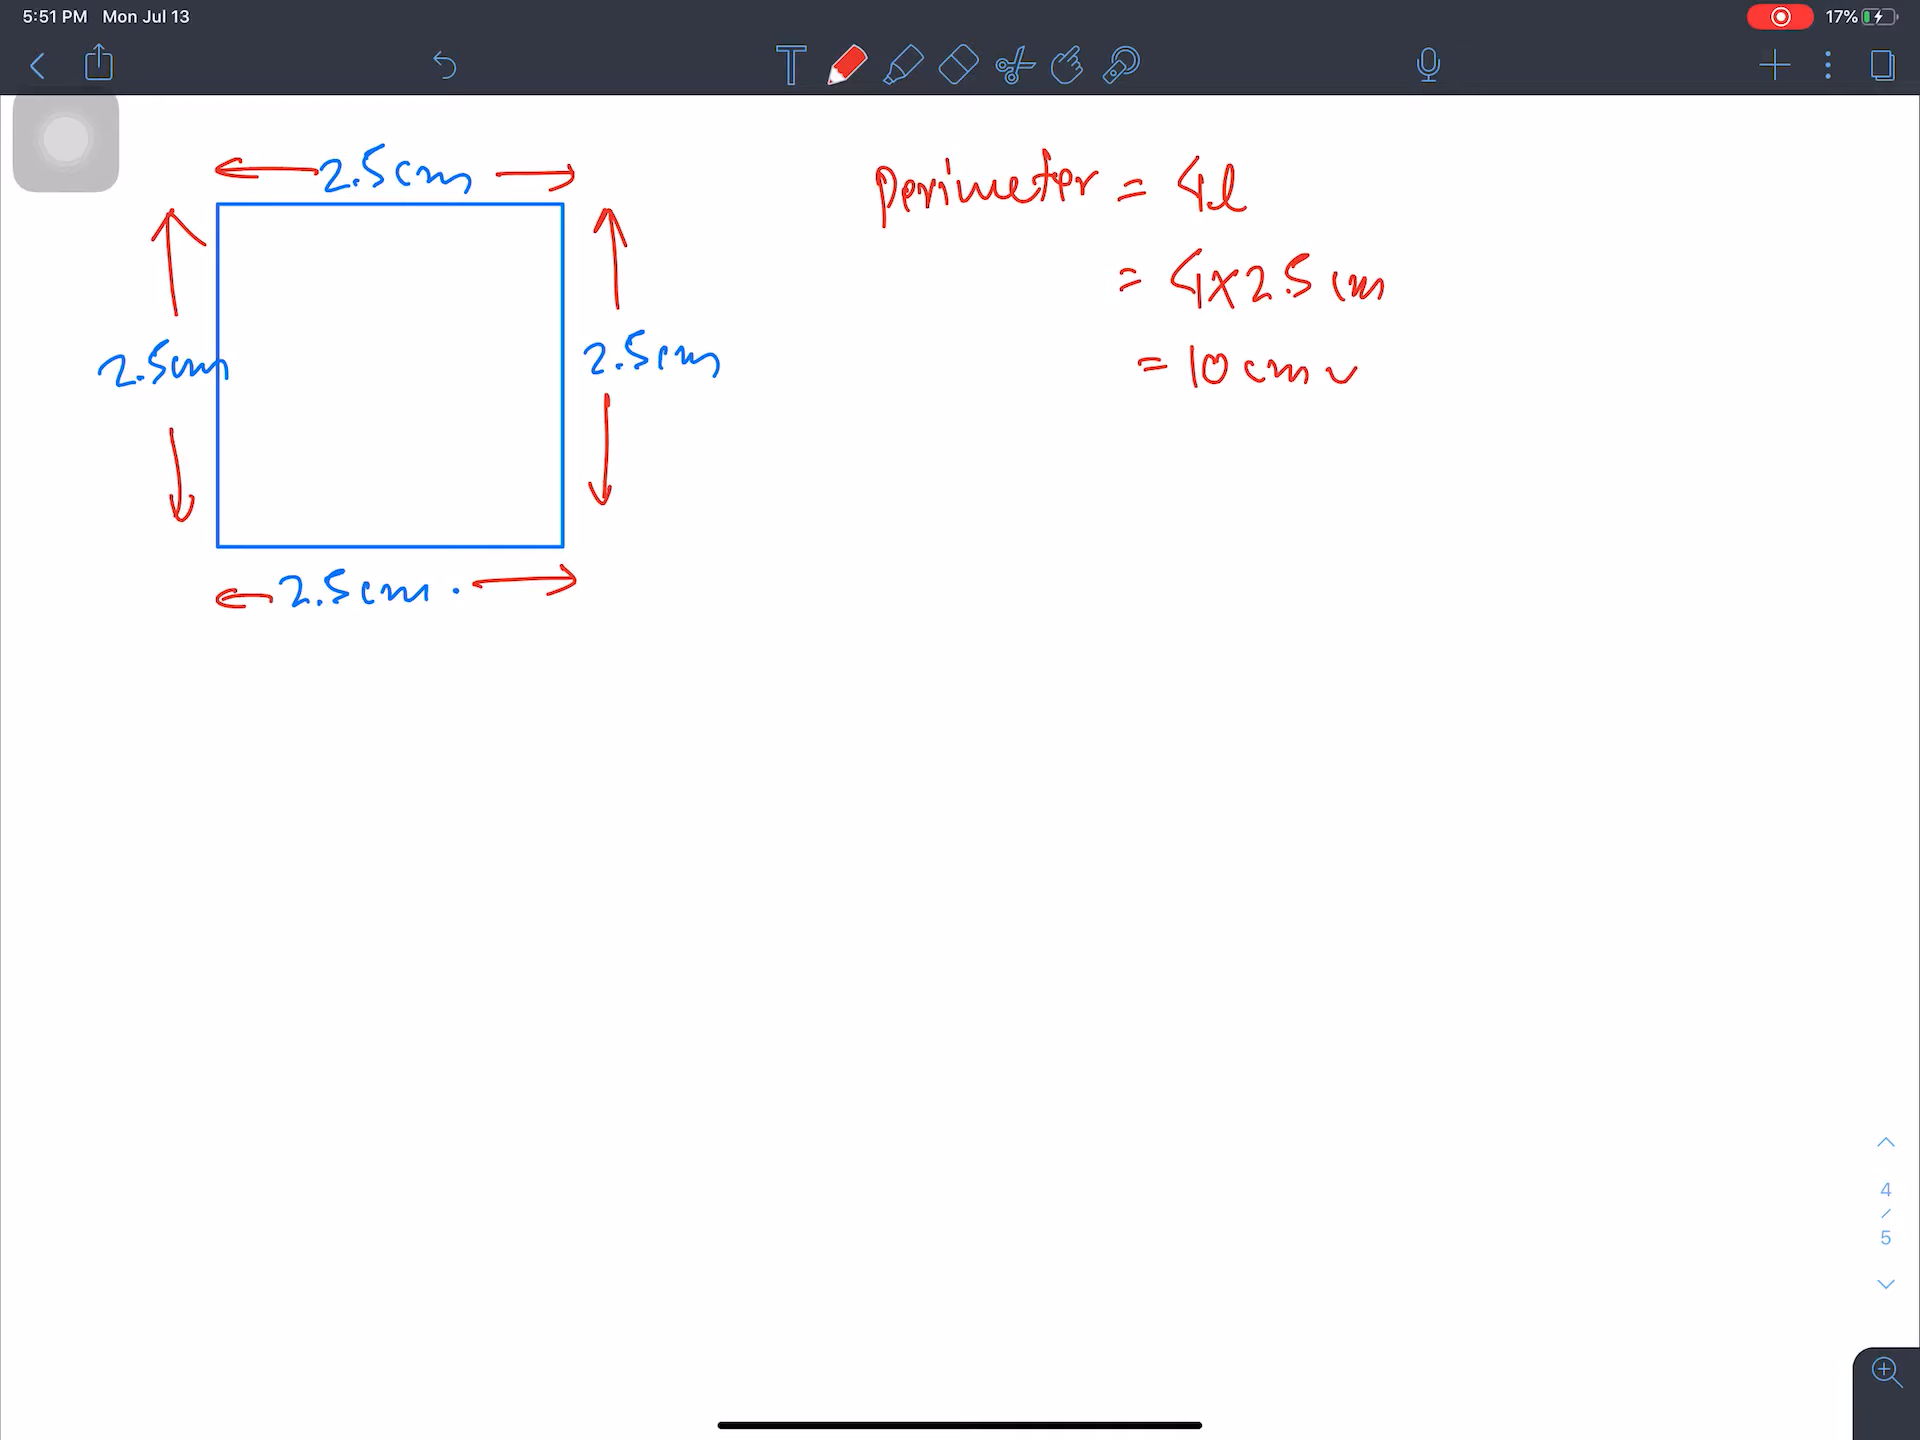 5:51 PM Mon Jul 13
17%
T
2.5cm
2.5cm
2.5cm
2.5cm.
Perimeter = 4l
= 4x2.5 cm
= 10 cm
4
/
5